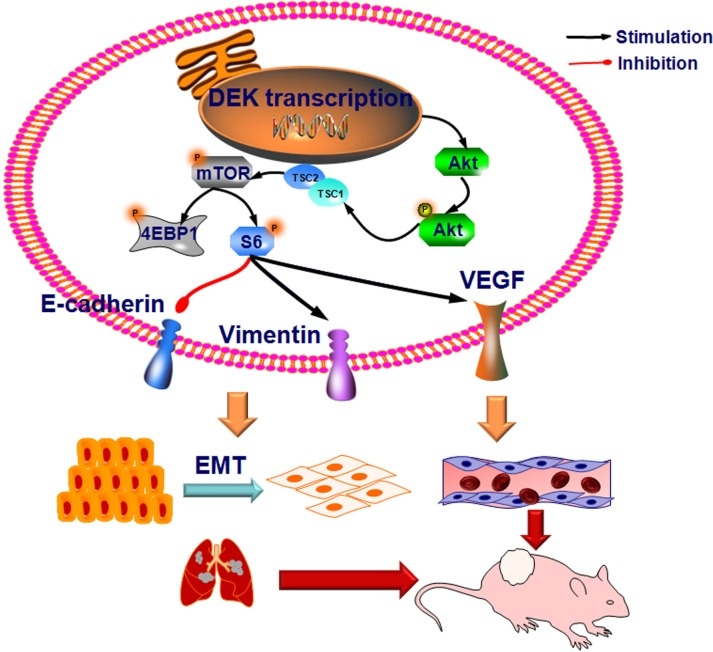 Stimulation
Inhibition
DEK transcription
Akt
P
mTOR
TSC2
TSC1
P
Akt
P
4EBP1
S6
P
VEGF
E-cadherin
Vimentin
EMT